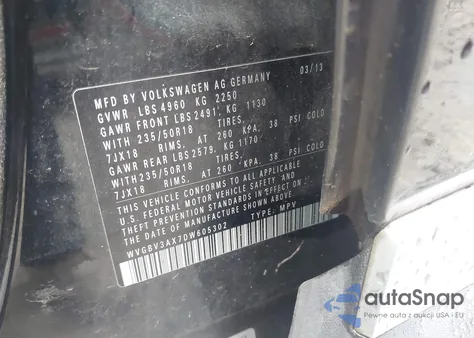 MFD BY VOLKSWAGEN AG GERMANY 03/13
GVWR LBS 4960 KG 2250
GAWR FRONT LBS 2491, KG 1130
WITH 235/50R18 TIRES,
7JX18 RIMS, AT 260 KPA, 38 PSI COLD
GAWR REAR LBS 2579, KG 1170,
WITH 235/50R18 TIRES,
7JX18 RIMS, AT 260 KPA, 38 PSI COLD
THIS VEHICLE CONFORMS TO ALL APPLICABLE
U.S. FEDERAL MOTOR VEHICLE SAFETY AND
THEFT PREVENTION STANDARDS IN EFFECT ON
THE DATE OF MANUFACTURE SHOWN ABOVE.
WVGBV3AX7DW605302 TYPE: MPV
autoSnap
Pewne auta z aukcji USA i EU